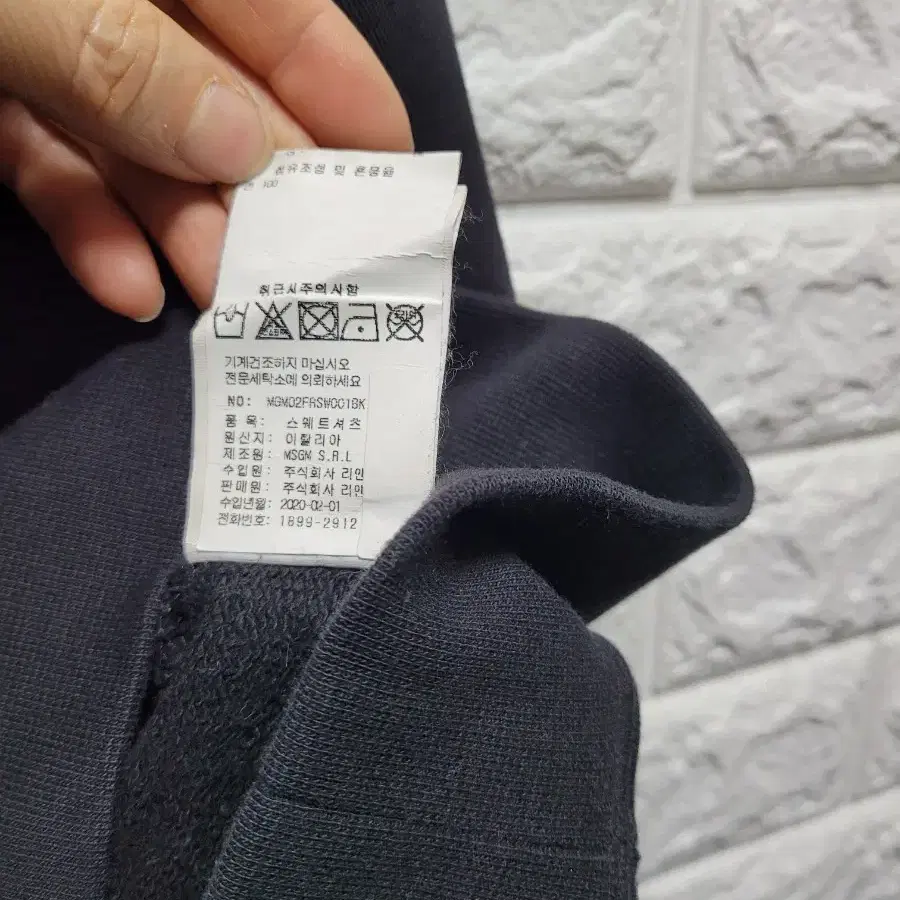 섬유조성 및 혼용율
면 100
취급시주의사항
기계건조하지 마십시오
전문세탁소에 의뢰하세요
NO: MGM02FRSW001BK
품 목: 스웨트셔츠
원산지: 이탈리아
제조원: MSGM S.R.L
수입원: 주식회사 리인
판매원: 주식회사 리인
수입년월: 2020-02-01
전화번호: 1899-2912